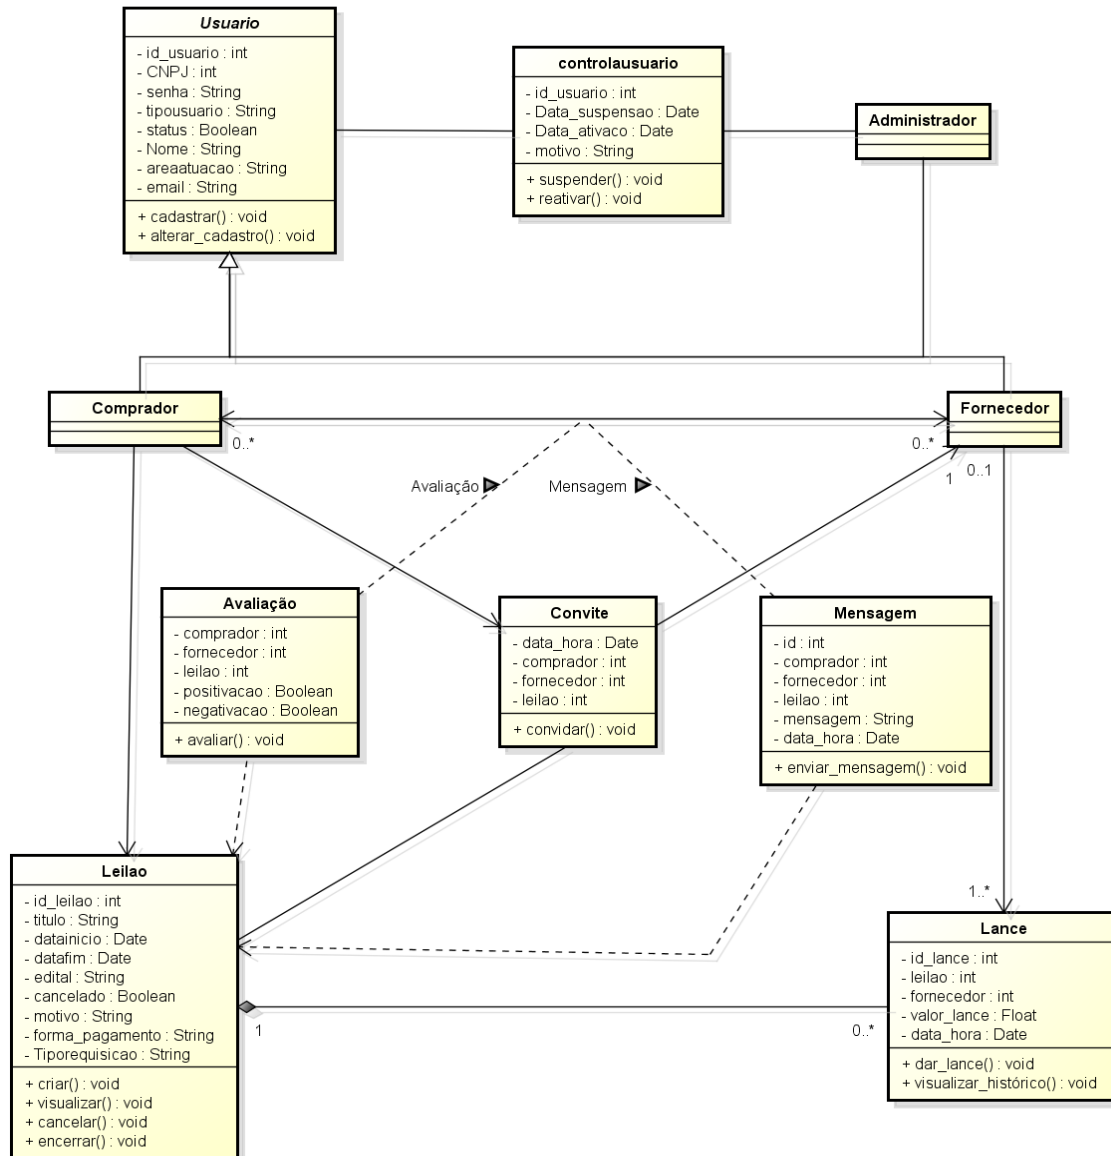 Usuario
- id_usuario : int
- CNPJ : int
- senha : String
- tipousuario : String
- status : Boolean
- Nome : String
- areaatuacao : String
- email : String
+ cadastrar() : void
+ alterar_cadastro() : void
controlausuario
- id_usuario : int
- Data_suspensao : Date
- Data_ativaco : Date
- motivo : String
+ suspender() : void
+ reativar() : void
Administrador
Comprador
Fornecedor
0..*
0..*
1
0..1
Avaliação
Mensagem
Avaliação
- comprador : int
- fornecedor : int
- leilao : int
- positivacao : Boolean
- negativacao : Boolean
+ avaliar() : void
Convite
- data_hora : Date
- comprador : int
- fornecedor : int
- leilao : int
+ convidar() : void
Mensagem
- id : int
- comprador : int
- fornecedor : int
- leilao : int
- mensagem : String
- data_hora : Date
+ enviar_mensagem() : void
Leilao
- id_leilao : int
- titulo : String
- datainicio : Date
- datafim : Date
- edital : String
- cancelado : Boolean
- motivo : String
- forma_pagamento : String
- Tiporequisicao : String
+ criar() : void
+ visualizar() : void
+ cancelar() : void
+ encerrar() : void
1
0..*
1..*
Lance
- id_lance : int
- leilao : int
- fornecedor : int
- valor_lance : Float
- data_hora : Date
+ dar_lance() : void
+ visualizar_histórico() : void